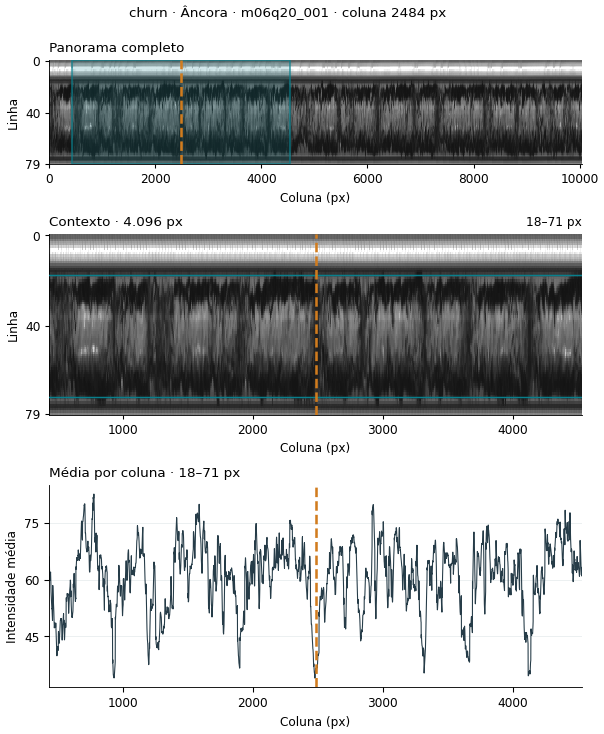 churn · Âncora · m06q20_001 · coluna 2484 px
Panorama completo
0
40
79
Linha
0 2000 4000 6000 8000 10000
Coluna (px)
Contexto · 4.096 px 18–71 px
0
40
79
Linha
1000 2000 3000 4000
Coluna (px)
Média por coluna · 18–71 px
75
60
45
Intensidade média
1000 2000 3000 4000
Coluna (px)